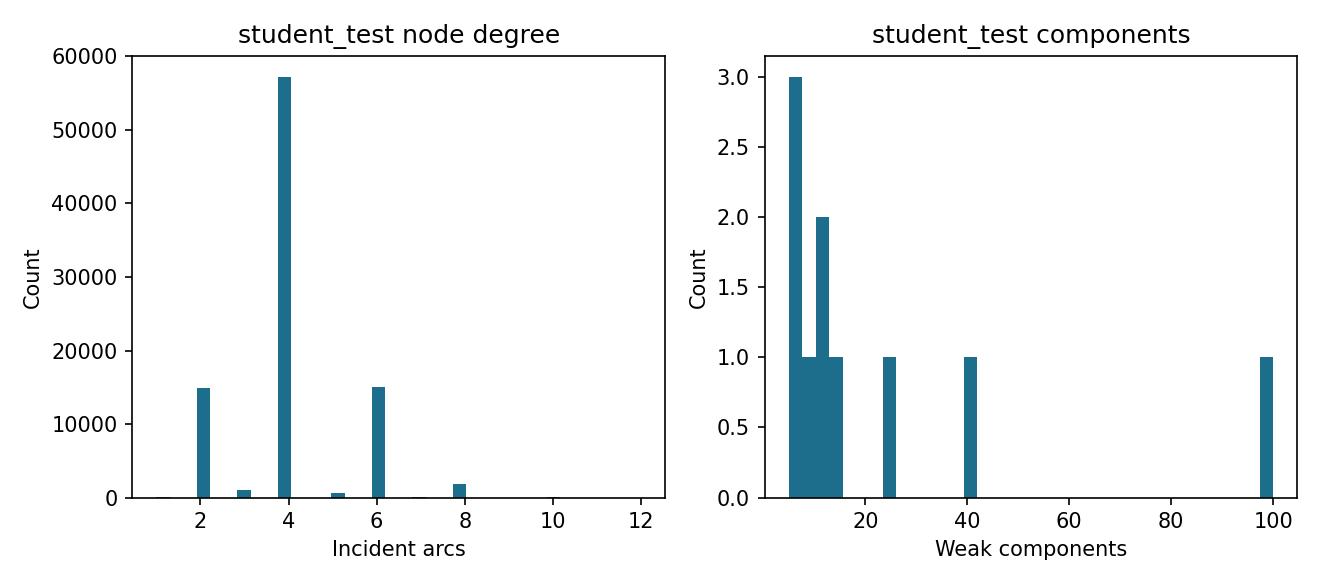 student_test node degree
60000
50000
40000
30000
20000
10000
0
Count
2 4 6 8 10 12
Incident arcs
student_test components
3.0
2.5
2.0
1.5
1.0
0.5
0.0
Count
20 40 60 80 100
Weak components